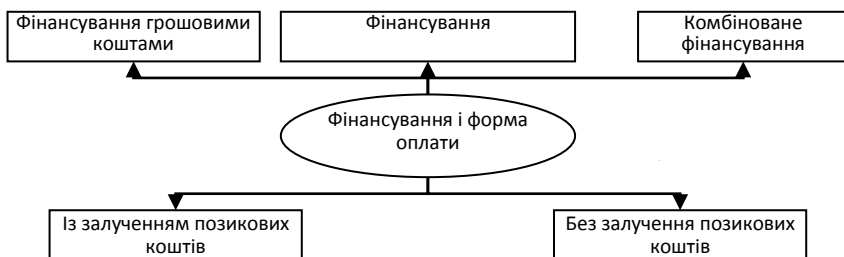 Фінансування грошовими
коштами
Фінансування
Комбіноване
фінансування
Фінансування і форма
оплати
Із залученням позикових
коштів
Без залучення позикових
коштів